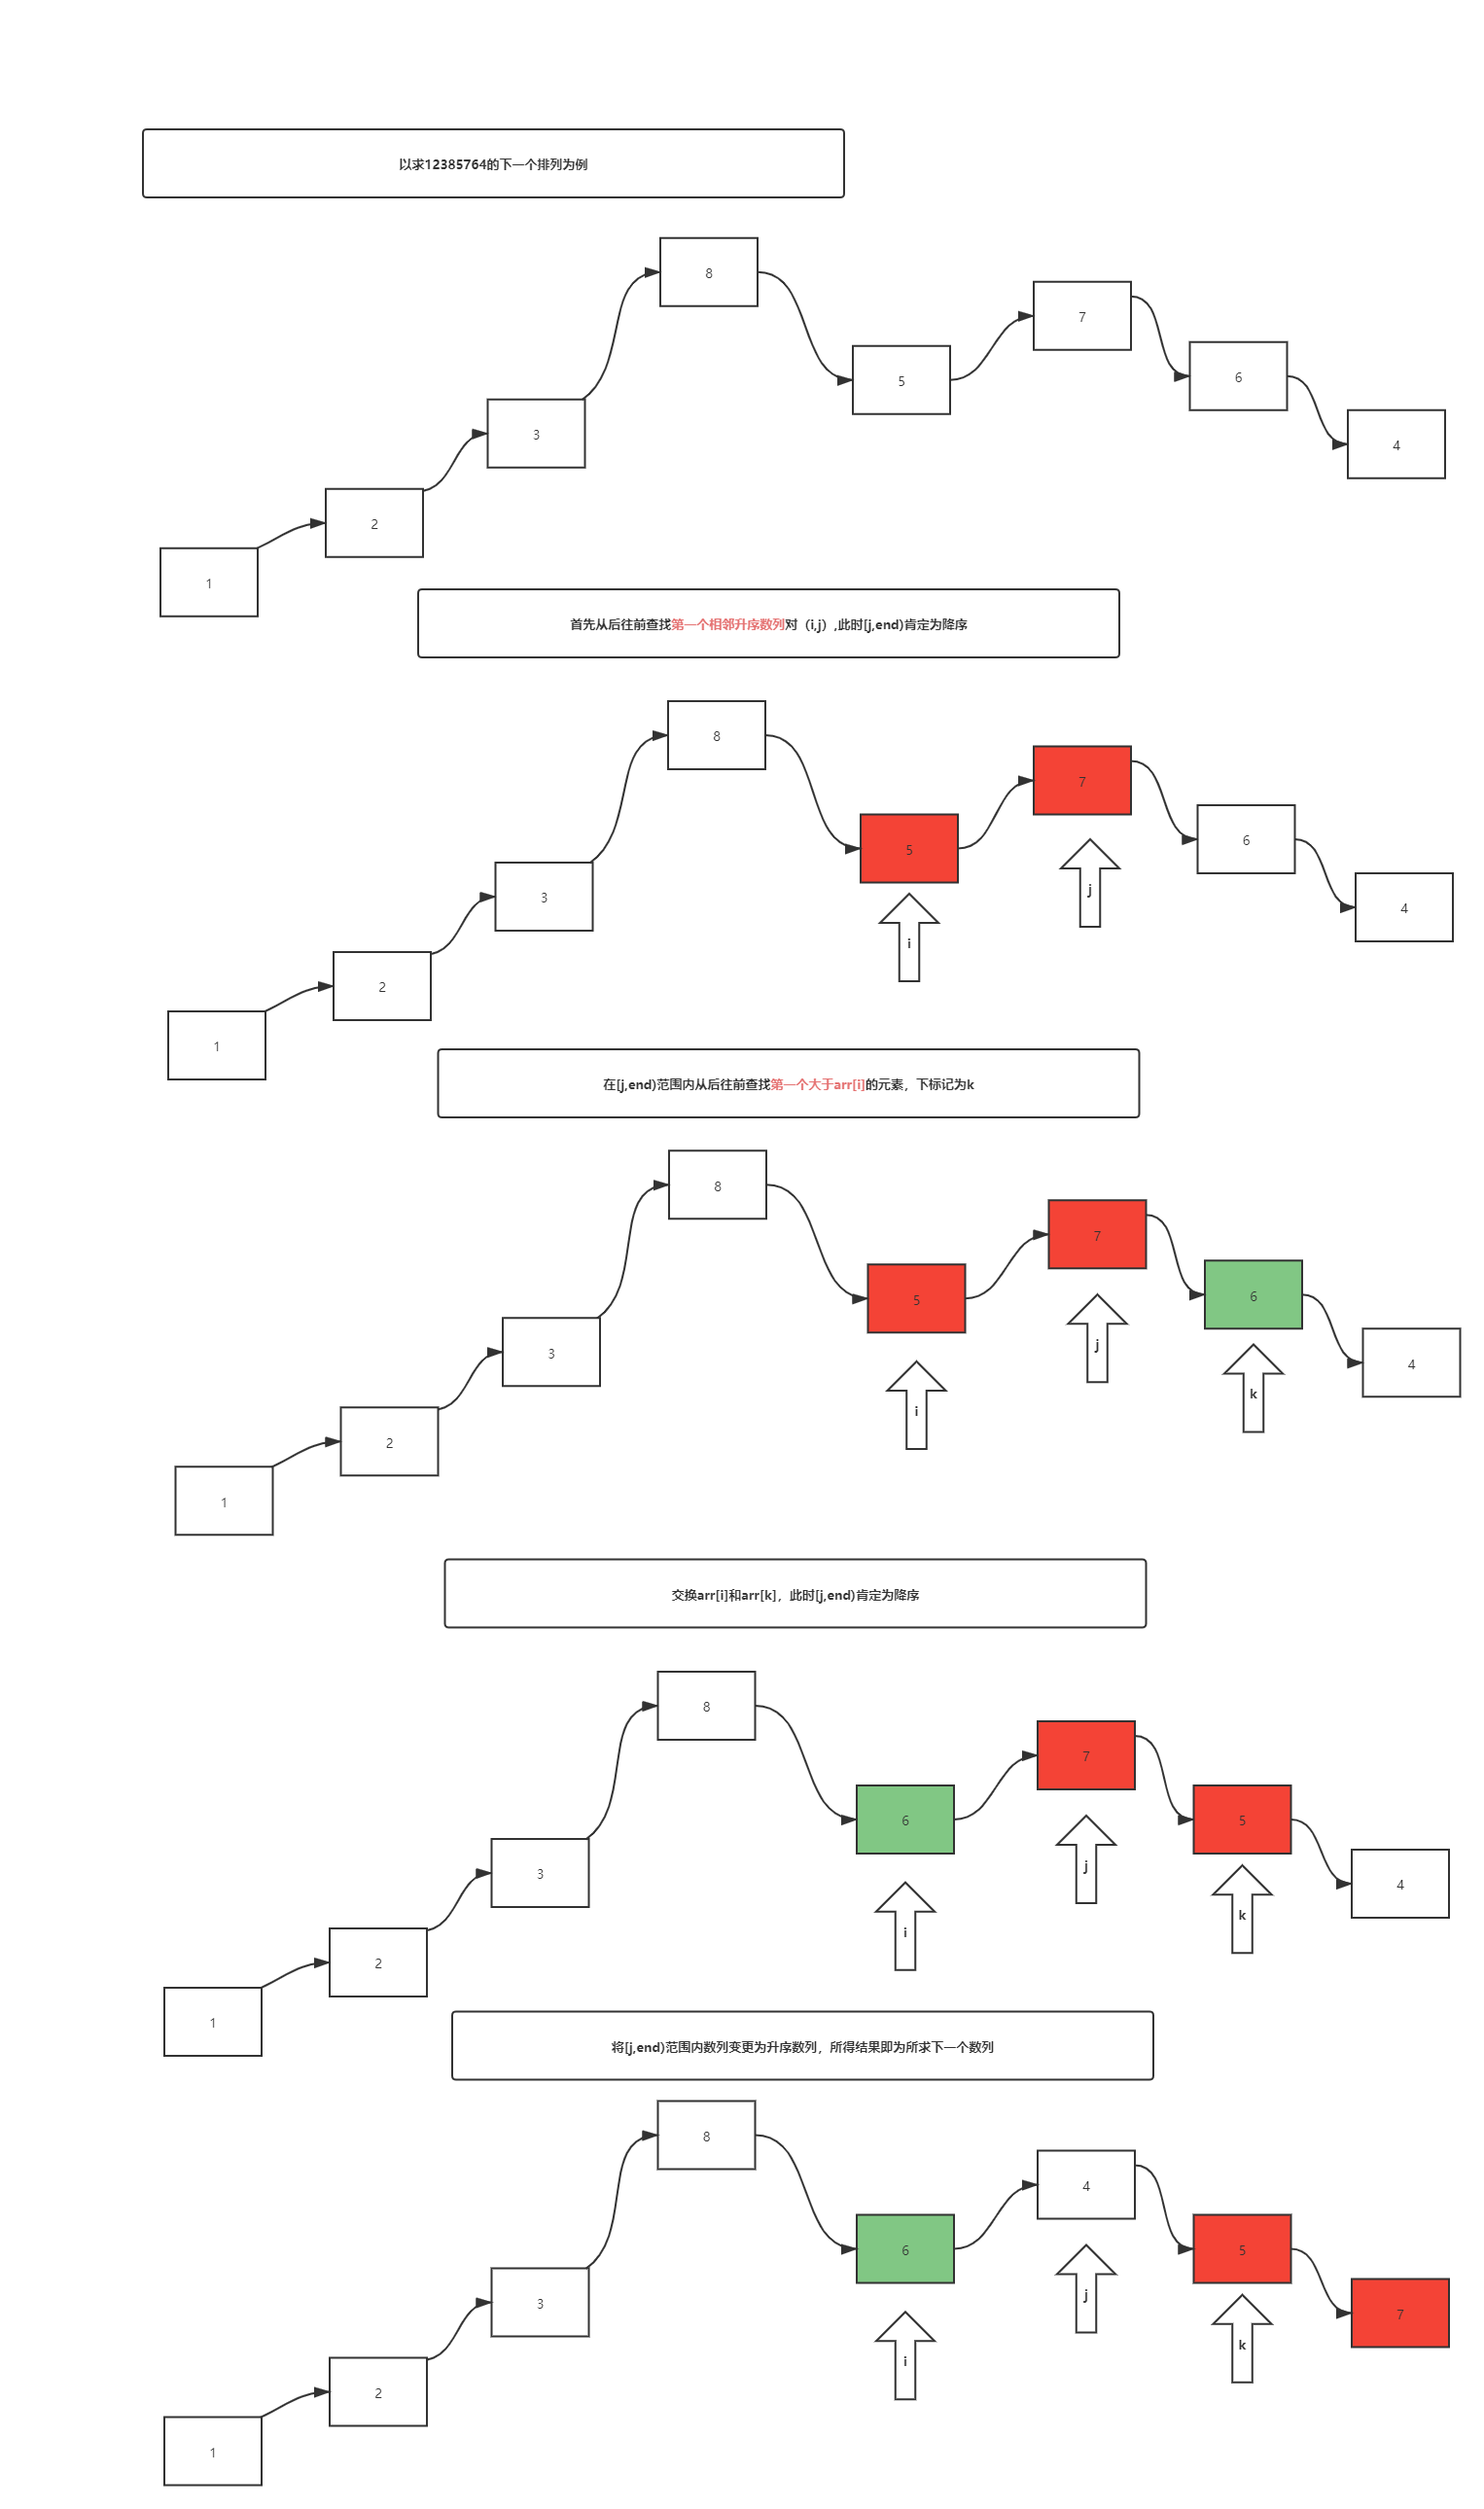 以求12385764的下一个排列为例
8
7
5
6
3
4
2
1
首先从后往前查找第一个相邻升序数列对（i,j）,此时[j,end)肯定为降序
8
7
5
6
j
3
4
i
2
1
在[j,end)范围内从后往前查找第一个大于arr[i]的元素，下标记为k
8
7
5
6
j
3
4
k
i
2
1
交换arr[i]和arr[k]，此时[j,end)肯定为降序
8
7
6
5
j
3
4
k
i
2
1
将[j,end)范围内数列变更为升序数列，所得结果即为所求下一个数列
8
4
6
5
j
3
7
k
i
2
1